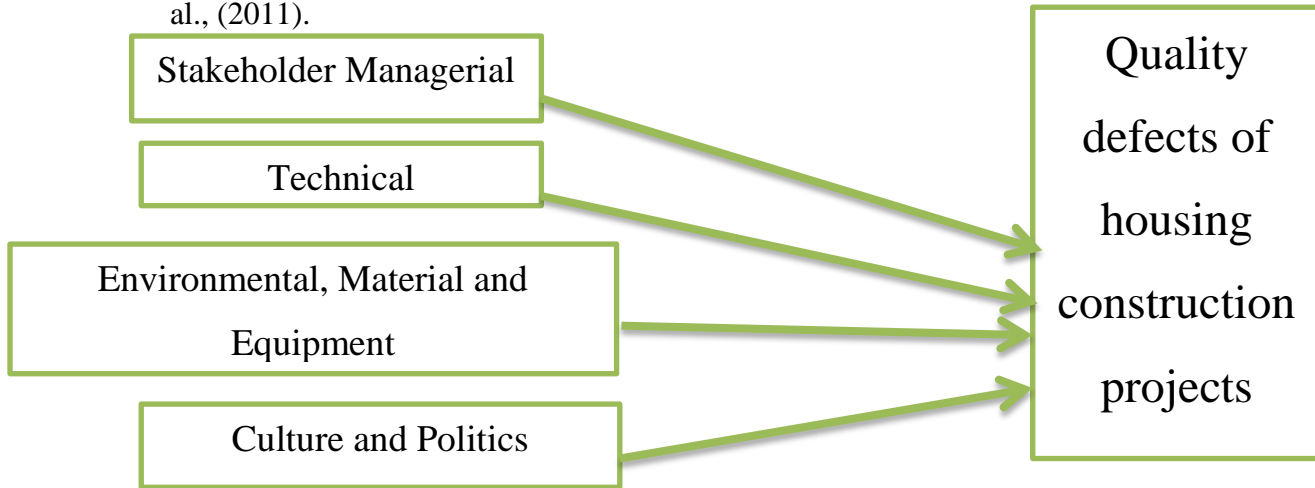 al., (2011).
Stakeholder Managerial
Technical
Environmental, Material and
Equipment
Culture and Politics
Quality
defects of
housing
construction
projects